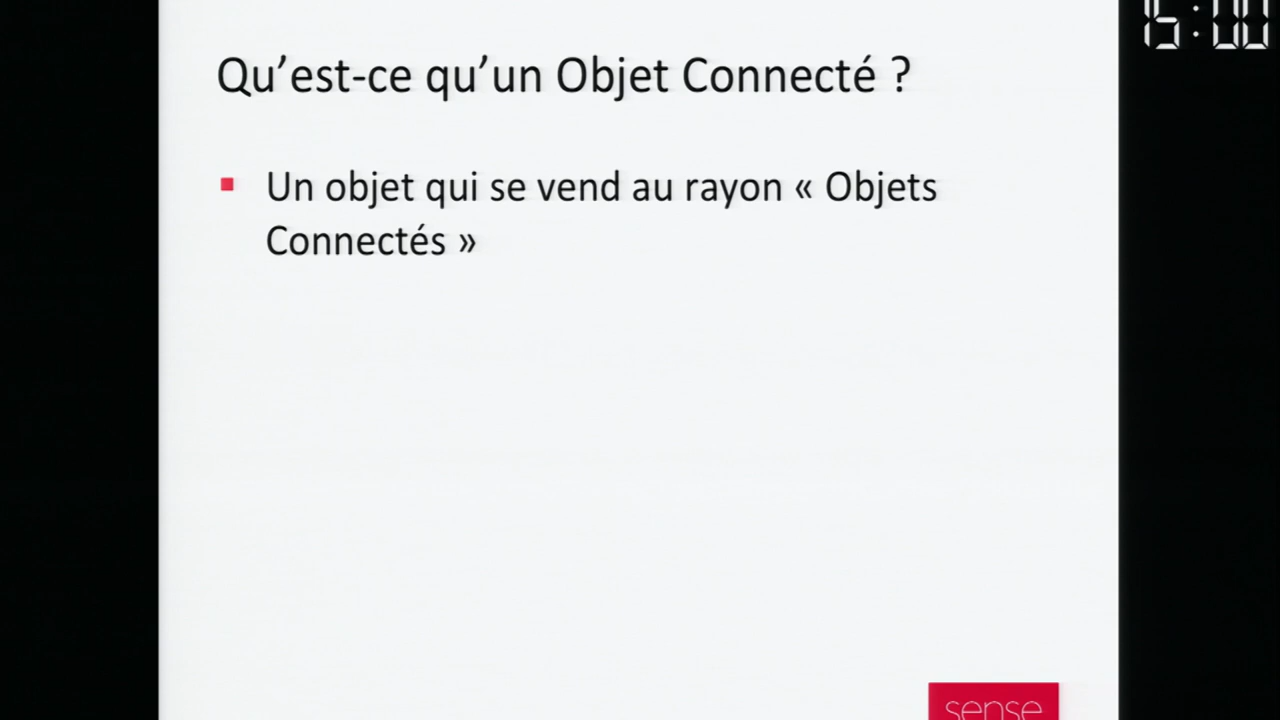 15:00
Qu’est-ce qu’un Objet Connecté ?
Un objet qui se vend au rayon « Objets
Connectés »
sense